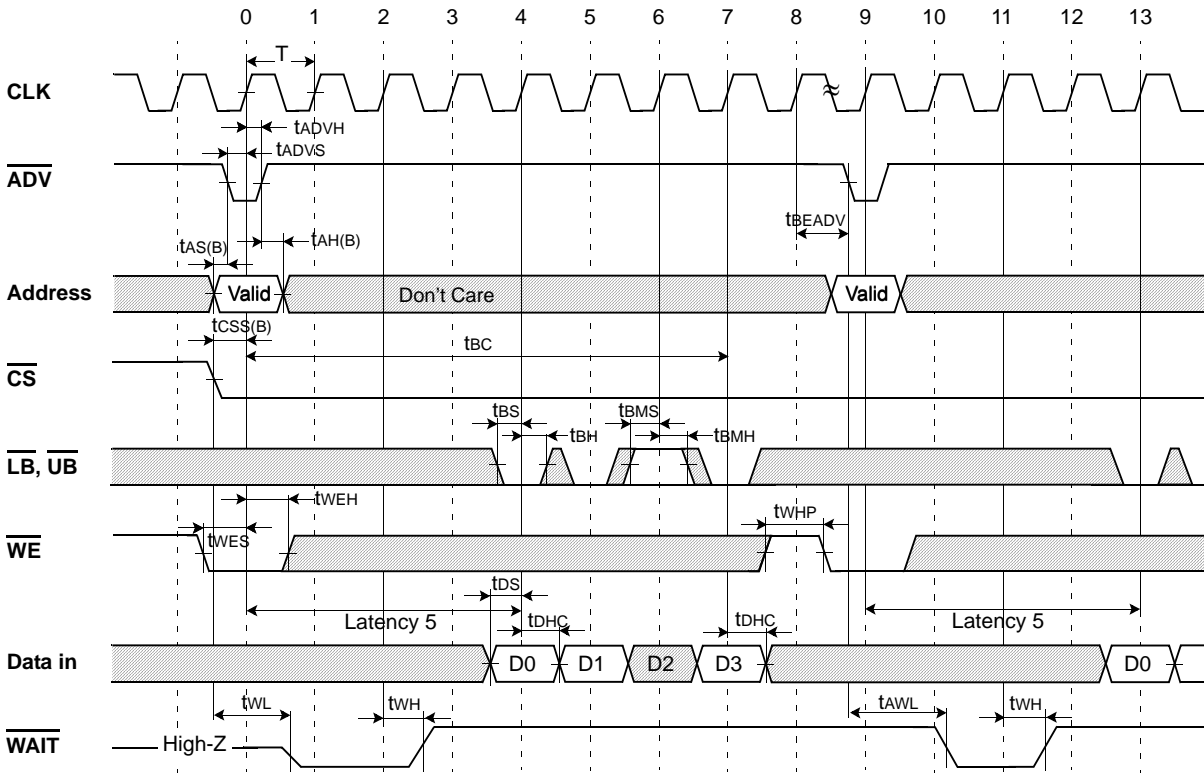 0 1 2 3 4 5 6 7 8 9 10 11 12 13
T
CLK
tADVH
tADVS
ADV
tBEADV
tAS(B) tAH(B)
Address Valid Don't Care Valid
tCSS(B)
tBC
CS
tBS tBMS
tBH tBMH
LB, UB
tWEH
tWHP
tWES
WE
tDS
Latency 5 Latency 5
tDHC tDHC
Data in D0 D1 D2 D3 D0
tWL tWH tAWL tWH
WAIT High-Z